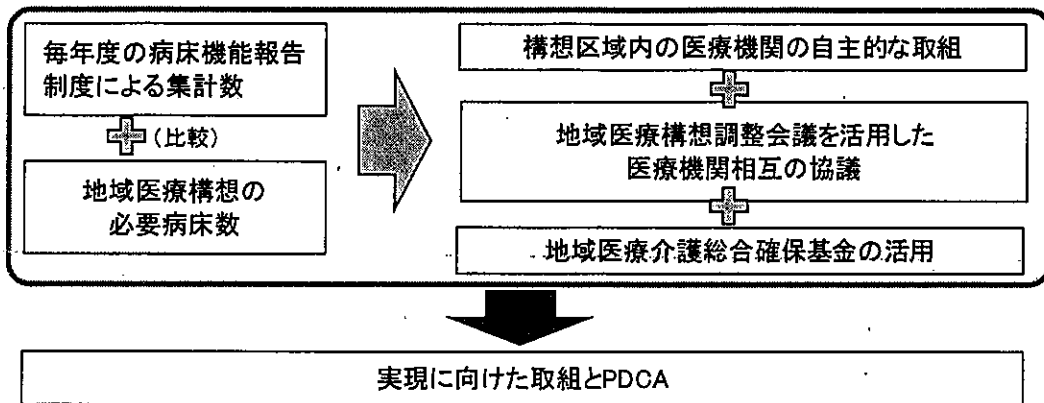 毎年度の病床機能報告
制度による集計数
(比較)
地域医療構想の
必要病床数
構想区域内の医療機関の自主的な取組
地域医療構想調整会議を活用した
医療機関相互の協議
地域医療介護総合確保基金の活用
実現に向けた取組とPDCA